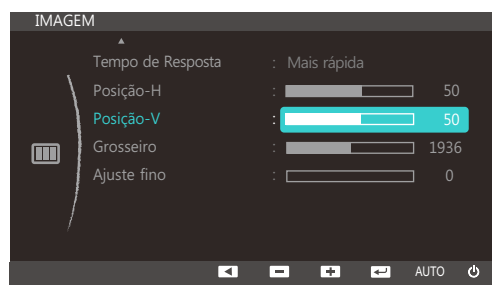 IMAGEM
Tempo de Resposta : Mais rápida
Posição-H : 50
Posição-V : 50
Grosseiro : 1936
Ajuste fino : 0
AUTO